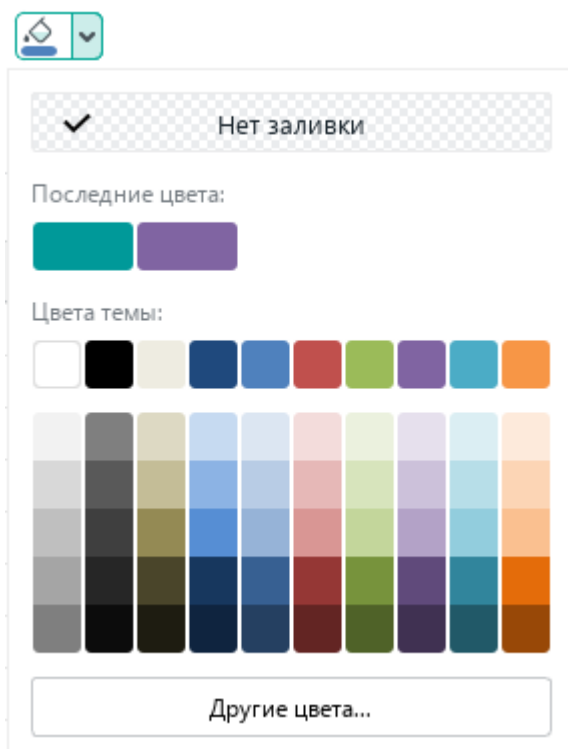 Нет заливки
Последние цвета:
Цвета темы:
Другие цвета...